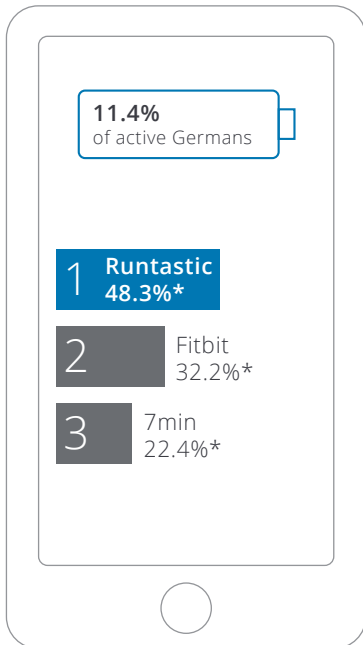 11.4%
of active Germans
1
Runtastic
48.3%*
2
Fitbit
32.2%*
3
7min
22.4%*